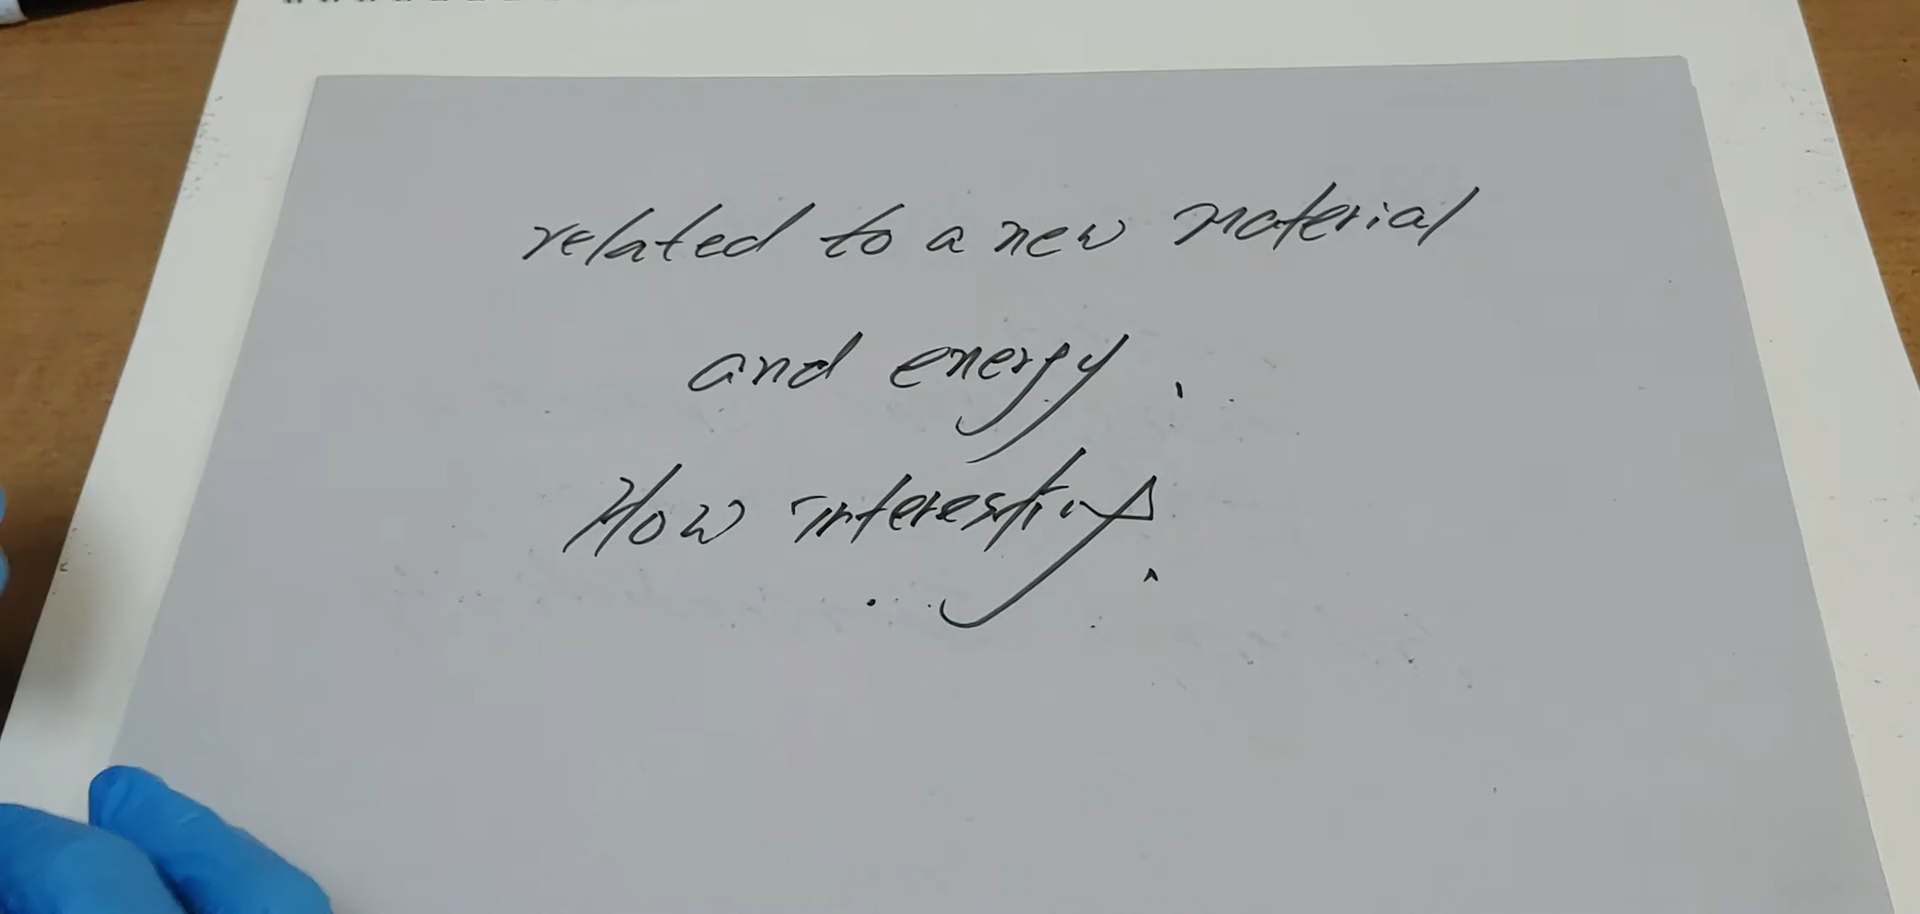 related to a new material
and energy.
How interesting.